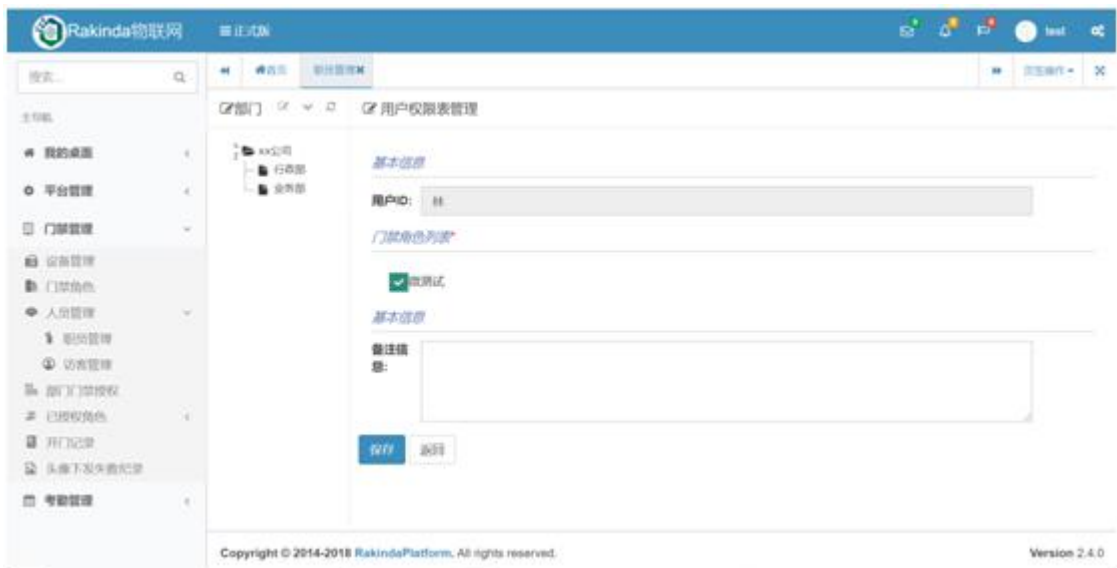 Rakinda物联网
正式版
test
搜索...
首页
职员管理
页签操作
主导航
部门
用户权限表管理
我的桌面
xx公司
行政部
业务部
基本信息
平台管理
用户ID: 林
门禁管理
门禁角色列表*
设备管理
门禁角色
微测试
人员管理
基本信息
职员管理
备注信
息:
访客管理
部门门禁授权
已授权角色
开门记录
保存
返回
头像下发失败纪录
考勤管理
Copyright © 2014-2018 RakindaPlatform. All rights reserved.
Version 2.4.0